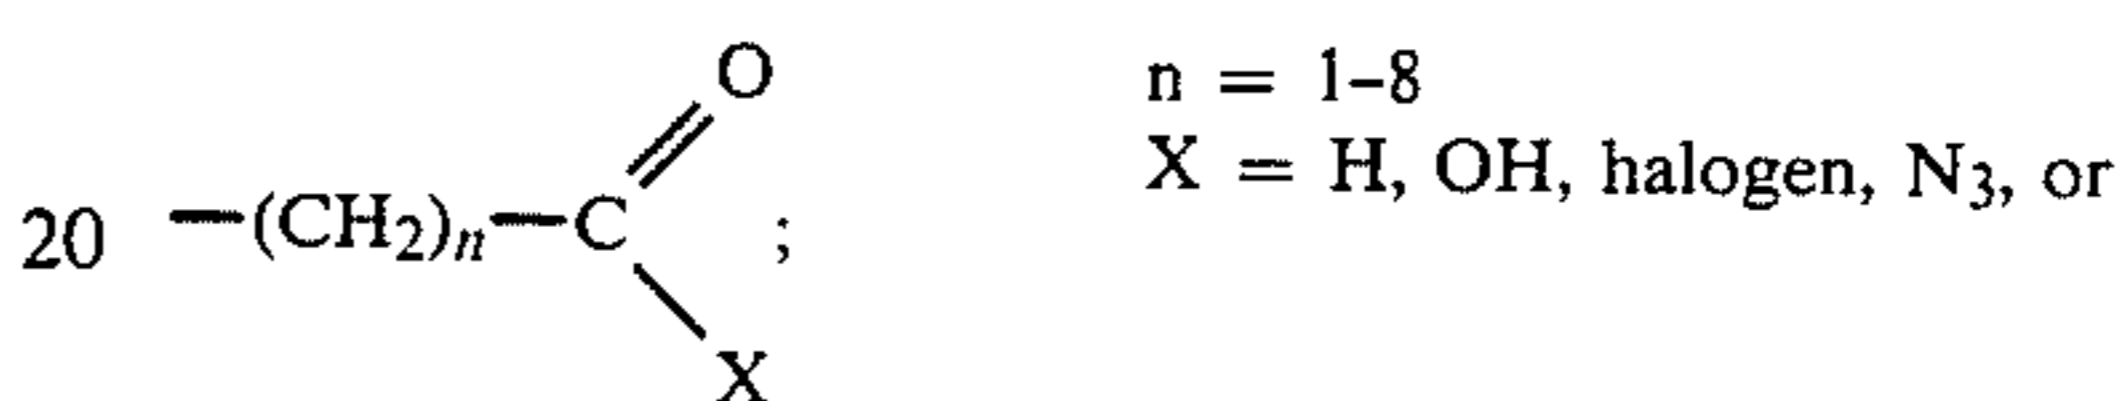 O
n = 1–8
X = H, OH, halogen, N3, or
20 —(CH2)n—C ;
X